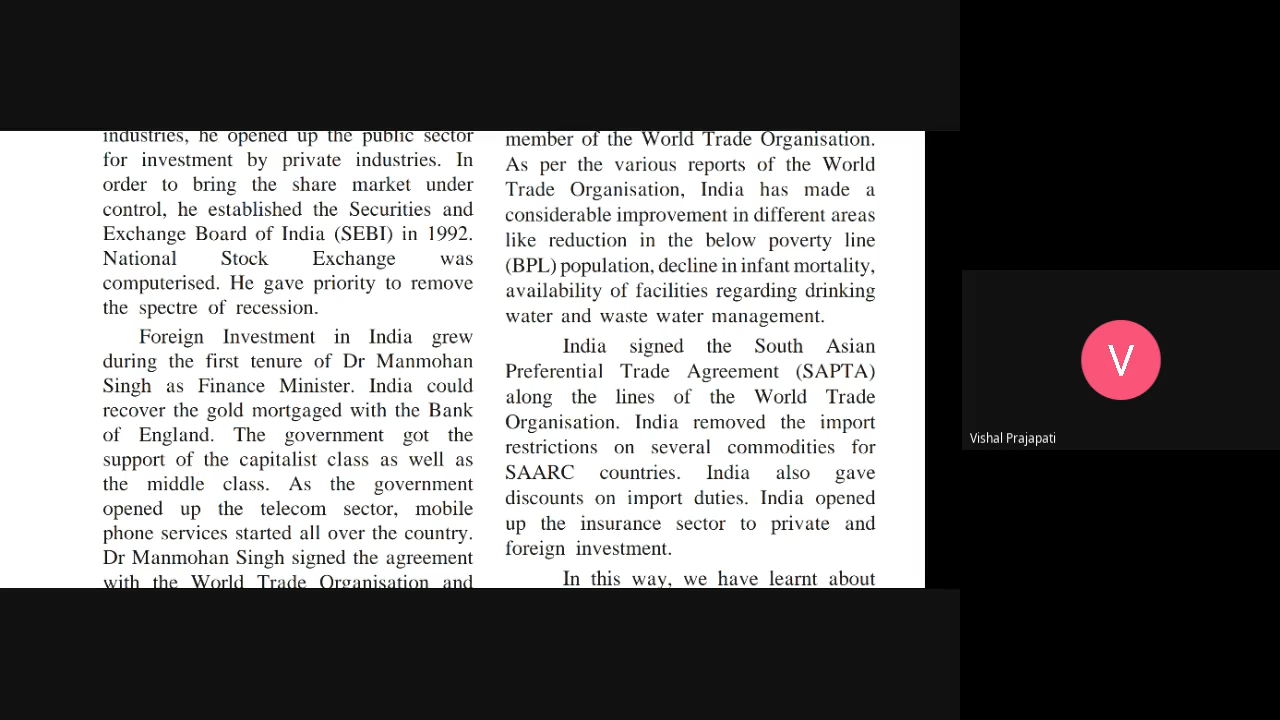 industries, he opened up the public sector
for investment by private industries. In
order to bring the share market under
control, he established the Securities and
Exchange Board of India (SEBI) in 1992.
National Stock Exchange was
computerised. He gave priority to remove
the spectre of recession.
Foreign Investment in India grew
during the first tenure of Dr Manmohan
Singh as Finance Minister. India could
recover the gold mortgaged with the Bank
of England. The government got the
support of the capitalist class as well as
the middle class. As the government
opened up the telecom sector, mobile
phone services started all over the country.
Dr Manmohan Singh signed the agreement
with the World Trade Organisation and
member of the World Trade Organisation.
As per the various reports of the World
Trade Organisation, India has made a
considerable improvement in different areas
like reduction in the below poverty line
(BPL) population, decline in infant mortality,
availability of facilities regarding drinking
water and waste water management.
India signed the South Asian
Preferential Trade Agreement (SAPTA)
along the lines of the World Trade
Organisation. India removed the import
restrictions on several commodities for
SAARC countries. India also gave
discounts on import duties. India opened
up the insurance sector to private and
foreign investment.
In this way, we have learnt about
V
Vishal Prajapati